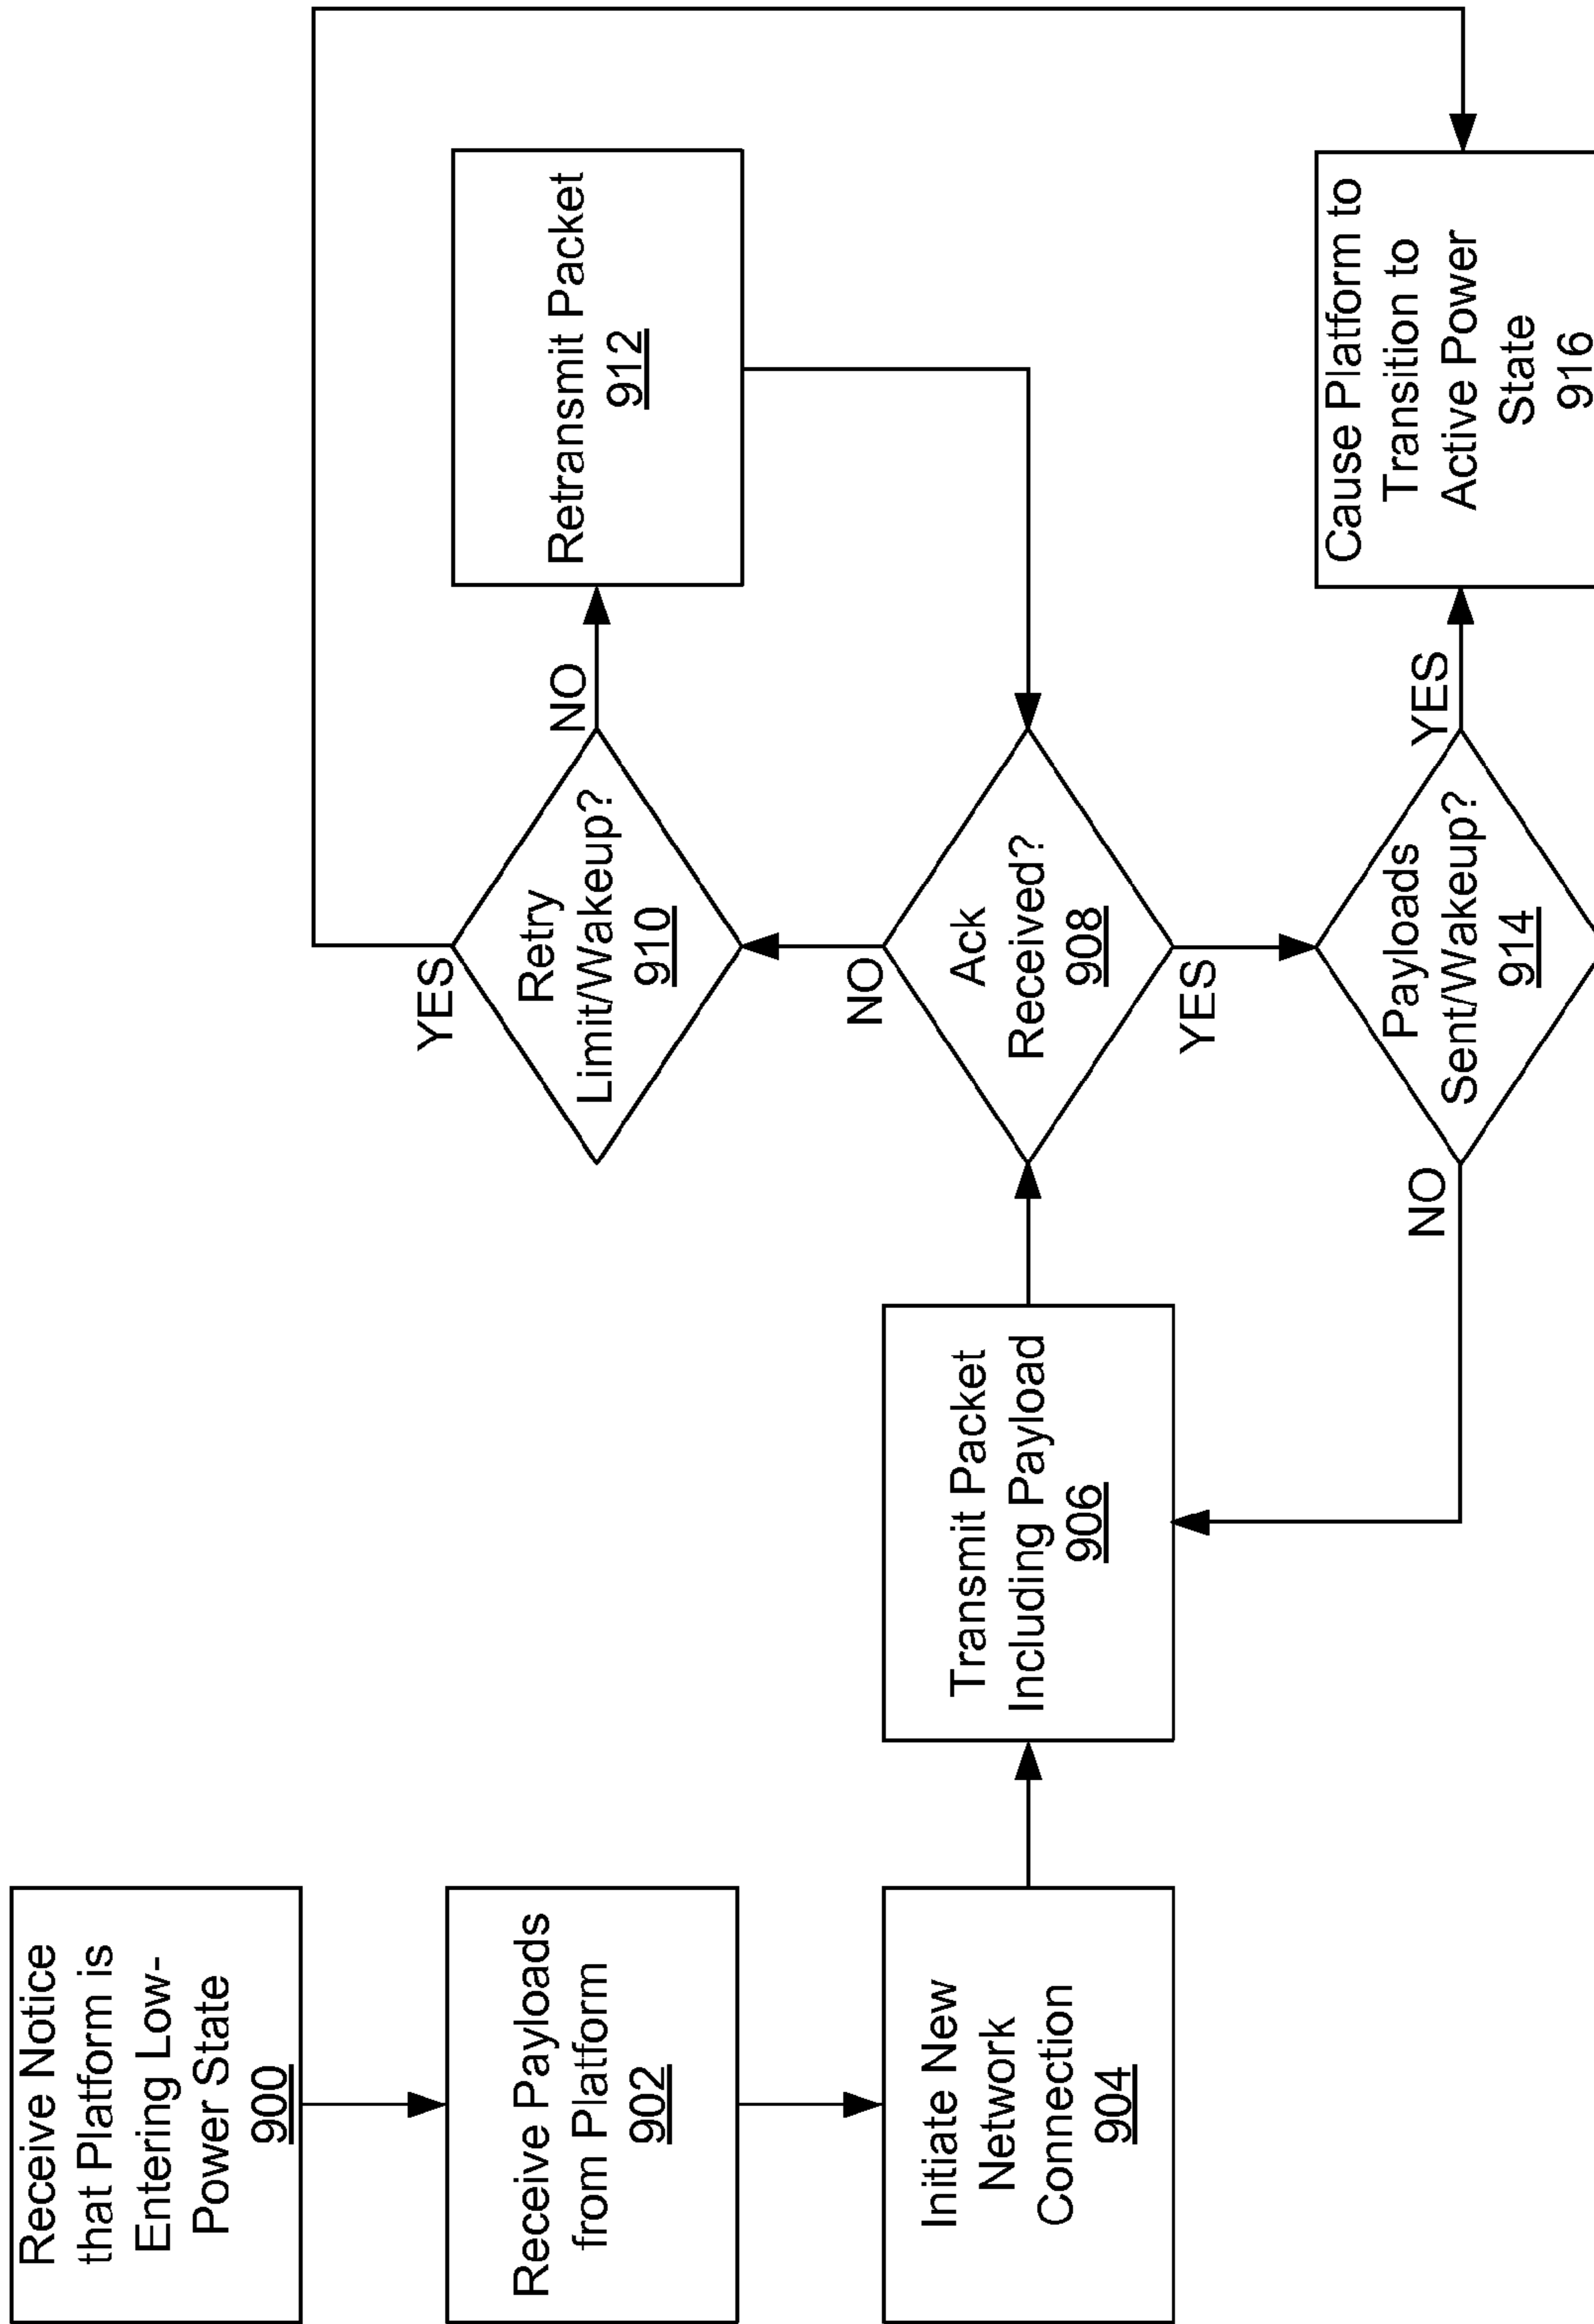 Receive Notice
that Platform is
Entering Low-
Power State
900
Receive Payloads
from Platform
902
Initiate New
Network
Connection
904
Transmit Packet
Including Payload
906
Ack
Received?
908
NO
YES
Retry
Limit/Wakeup?
910
YES
NO
Retransmit Packet
912
Payloads
Sent/Wakeup?
914
NO
YES
Cause Platform to
Transition to
Active Power
State
916